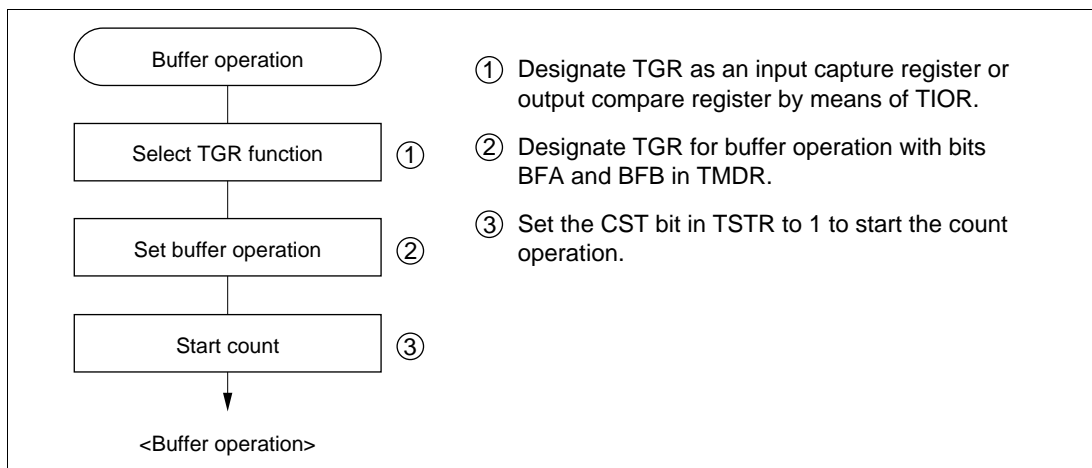 Buffer operation
Select TGR function ①
Set buffer operation ②
Start count ③
<Buffer operation>
① Designate TGR as an input capture register or
output compare register by means of TIOR.
② Designate TGR for buffer operation with bits
BFA and BFB in TMDR.
③ Set the CST bit in TSTR to 1 to start the count
operation.